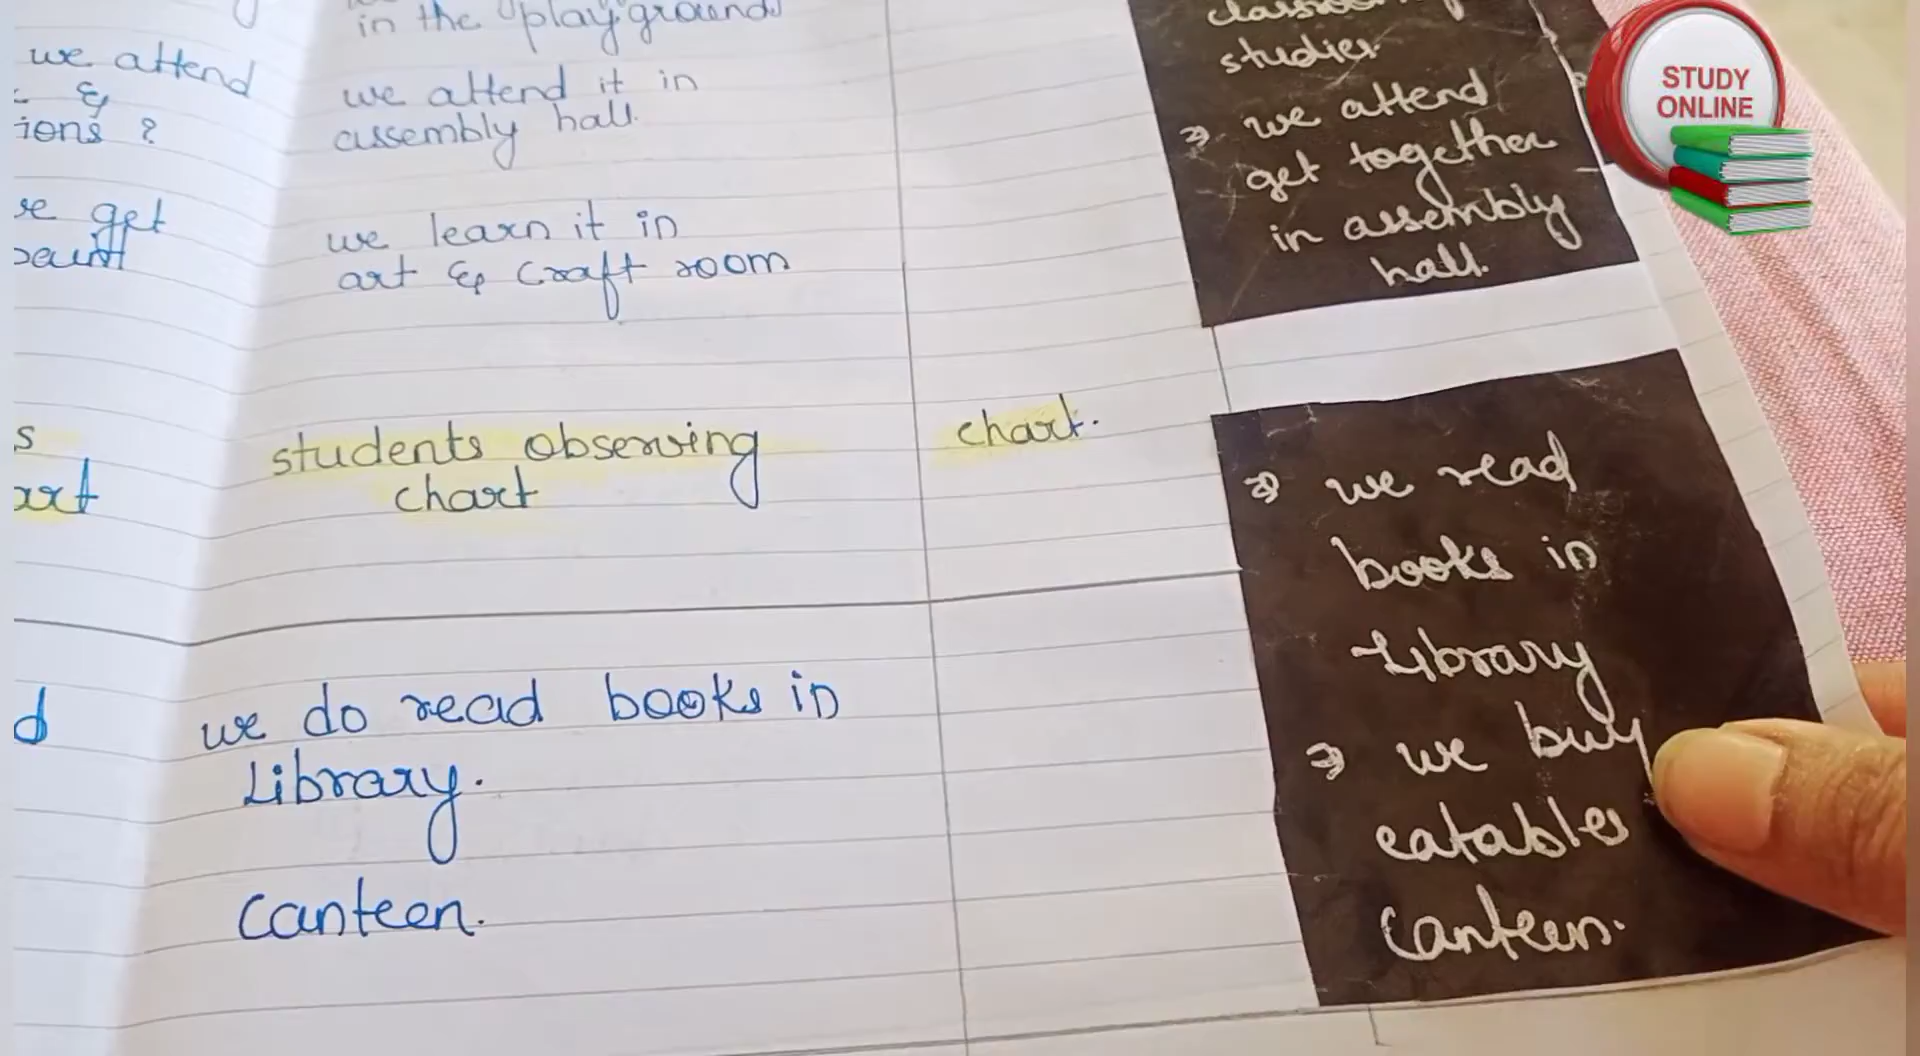 in the playground
we attend
&
ions ?
we attend it in
assembly hall.
get
we learn it in
art & Craft room
s
art
students observing
chart
chart.
d
we do read books in
Library.
Canteen.
studies.
⇒ we attend
get together
in assembly
hall.
⇒ we read
books in
Library
⇒ we buy
eatables
Canteen.
STUDY
ONLINE